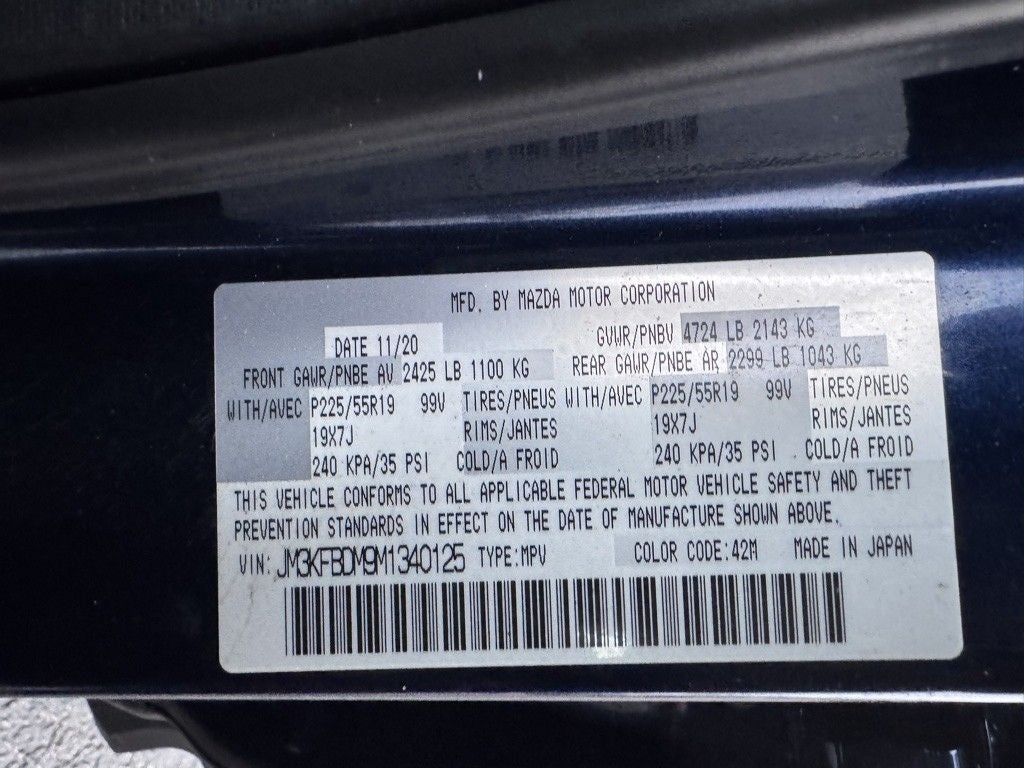 MFD. BY MAZDA MOTOR CORPORATION
DATE 11/20 GVWR/PNBV 4724 LB 2143 KG
FRONT GAWR/PNBE AV 2425 LB 1100 KG REAR GAWR/PNBE AR 2299 LB 1043 KG
WITH/AVEC P225/55R19 99V TIRES/PNEUS WITH/AVEC P225/55R19 99V TIRES/PNEUS
19X7J RIMS/JANTES 19X7J RIMS/JANTES
240 KPA/35 PSI COLD/A FROID 240 KPA/35 PSI COLD/A FROID
THIS VEHICLE CONFORMS TO ALL APPLICABLE FEDERAL MOTOR VEHICLE SAFETY AND THEFT
PREVENTION STANDARDS IN EFFECT ON THE DATE OF MANUFACTURE SHOWN ABOVE.
VIN: JM3KFBDM9M1340125 TYPE:MPV COLOR CODE:42M MADE IN JAPAN